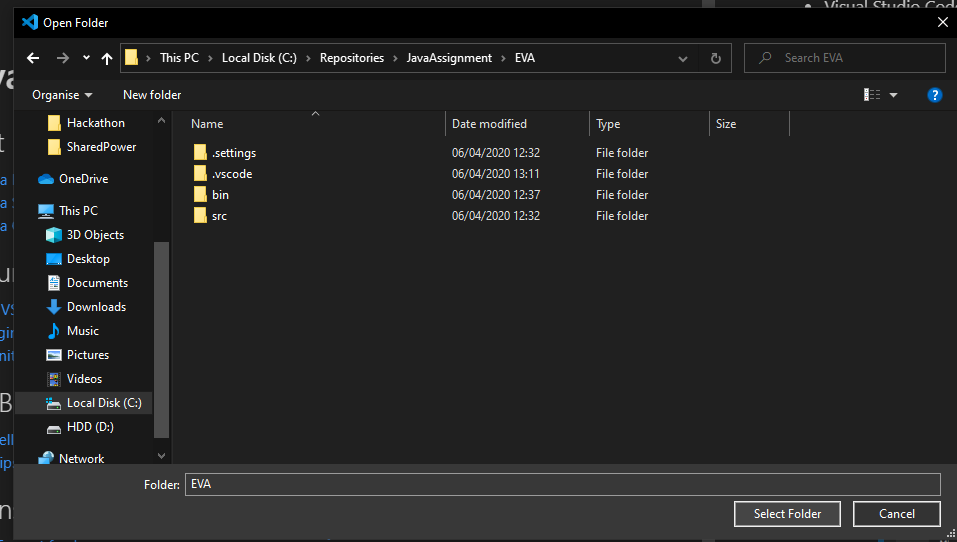 Visual Studio Code
Open Folder
This PC › Local Disk (C:) › Repositories › JavaAssignment › EVA
Search EVA
Organise
New folder
?
Hackathon
SharedPower
OneDrive
This PC
3D Objects
Desktop
Documents
Downloads
Music
Pictures
Videos
Local Disk (C:)
HDD (D:)
Network
Name Date modified Type Size
.settings 06/04/2020 12:32 File folder
.vscode 06/04/2020 13:11 File folder
bin 06/04/2020 12:37 File folder
src 06/04/2020 12:32 File folder
Folder: EVA
Select Folder
Cancel